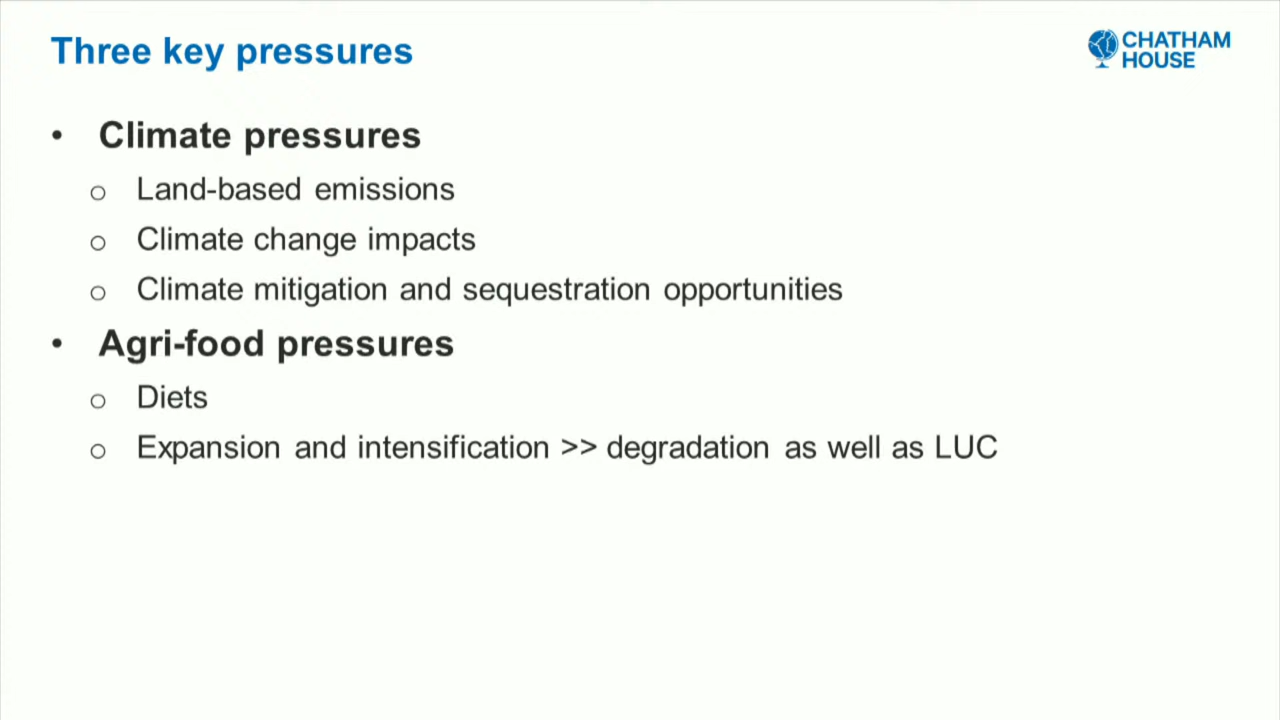 Three key pressures
CHATHAM
HOUSE
• Climate pressures
o Land-based emissions
o Climate change impacts
o Climate mitigation and sequestration opportunities
• Agri-food pressures
o Diets
o Expansion and intensification >> degradation as well as LUC